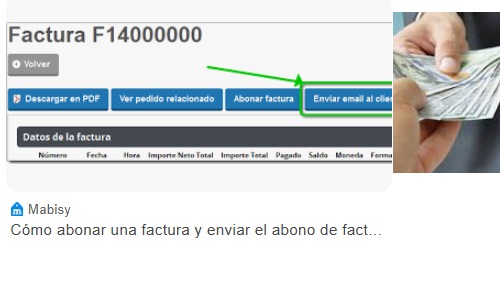 Factura F14000000
Volver
Descargar en PDF Ver pedido relacionado Abonar factura Enviar email al clie
Datos de la factura
Número Fecha Hora Importe Neto Total Importe Total Pagado Saldo Moneda Forma
Mabisy
Cómo abonar una factura y enviar el abono de fact...